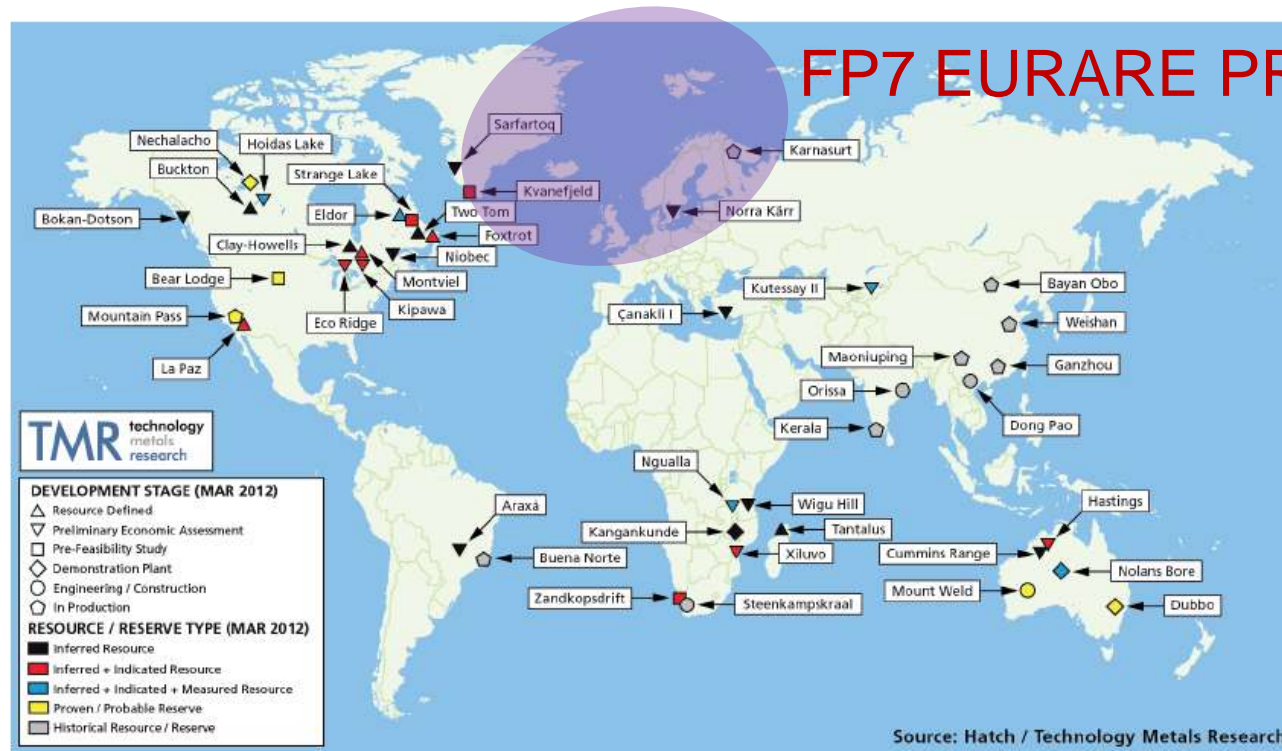 FP7 EURARE PR
Sarfartoq
Nechalacho
Hoidas Lake
Karnasurt
Buckton
Strange Lake
Kvanefjeld
Bokan-Dotson
Eldor
Two Tom
Norra Kärr
Clay-Howells
Foxtrot
Niobec
Bear Lodge
Montviel
Kutessay II
Bayan Obo
Kipawa
Mountain Pass
Eco Ridge
Çanakli I
Weishan
La Paz
Maoniuping
Ganzhou
Orissa
Dong Pao
Kerala
TMR technology
metals
research
Ngualla
DEVELOPMENT STAGE (MAR 2012)
Resource Defined
Preliminary Economic Assessment
Pre-Feasibility Study
Demonstration Plant
Engineering / Construction
In Production
RESOURCE / RESERVE TYPE (MAR 2012)
Inferred Resource
Inferred + Indicated Resource
Inferred + Indicated + Measured Resource
Proven / Probable Reserve
Historical Resource / Reserve
Araxá
Buena Norte
Wigu Hill
Hastings
Kangankunde
Tantalus
Xiluvo
Cummins Range
Nolans Bore
Zandkopsdrift
Steenkampskraal
Mount Weld
Dubbo
Source: Hatch / Technology Metals Research